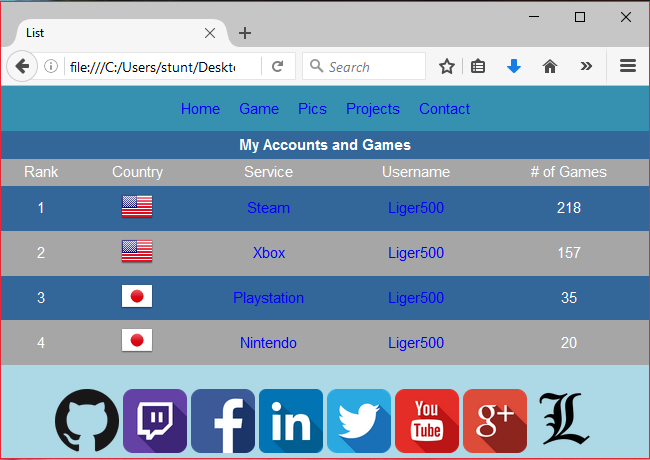 List
file:///C:/Users/stunt/Deskt
Search
Home Game Pics Projects Contact
My Accounts and Games
Rank Country Service Username # of Games
1 Steam Liger500 218
2 Xbox Liger500 157
3 Playstation Liger500 35
4 Nintendo Liger500 20
f in You Tube g+ L